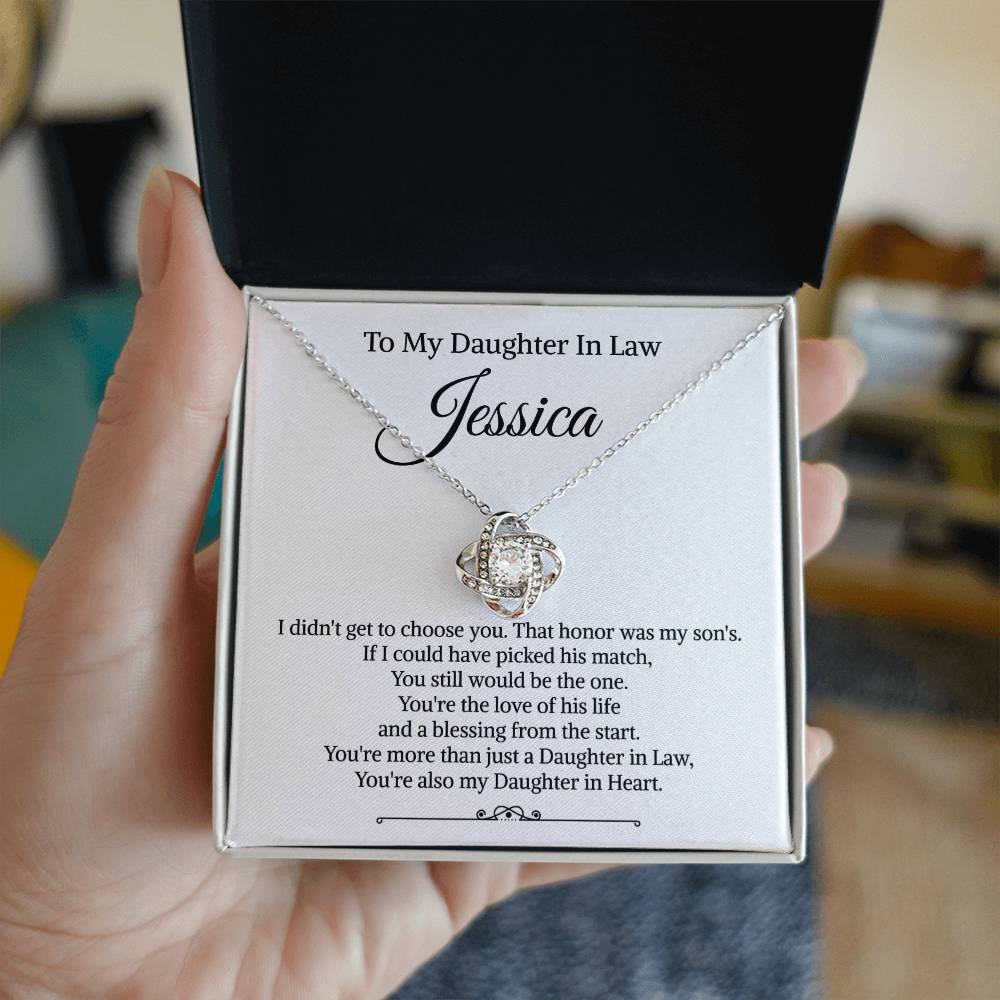 To My Daughter In Law
Jessica
I didn't get to choose you. That honor was my son's.
If I could have picked his match,
You still would be the one.
You're the love of his life
and a blessing from the start.
You're more than just a Daughter in Law,
You're also my Daughter in Heart.